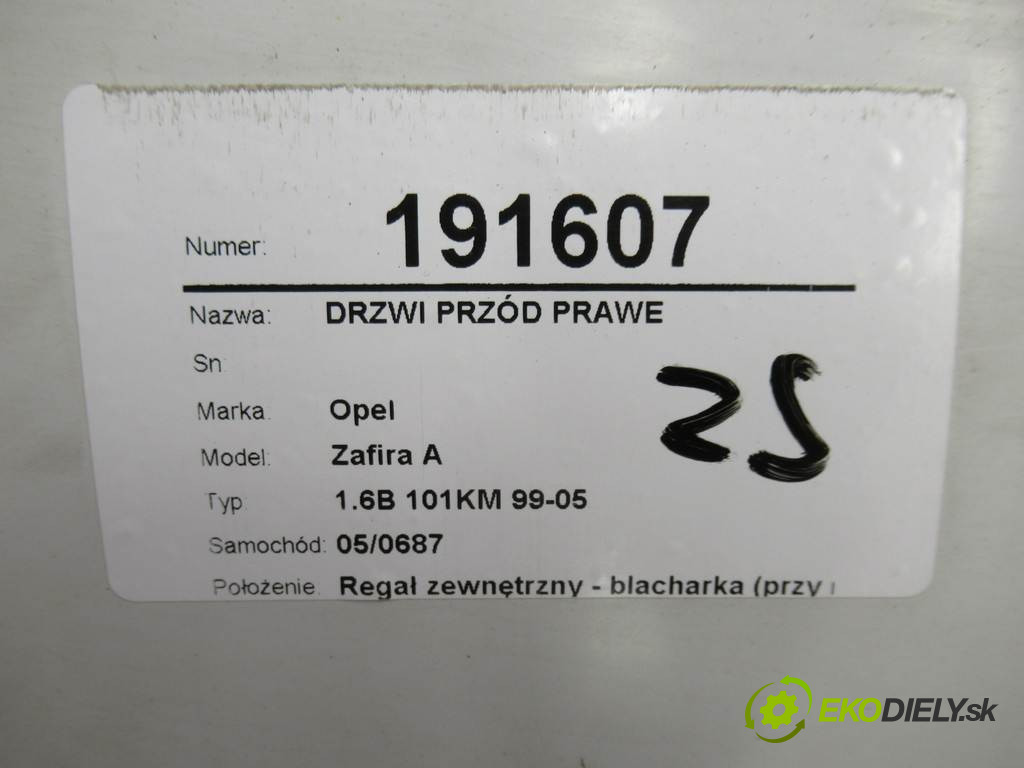 Numer: 191607
Nazwa: DRZWI PRZÓD PRAWE
Sn:
Marka: Opel
Model: Zafira A
Typ 1.6B 101KM 99-05
Samochód: 05/0687
Położenie. Regał zewnętrzny - blacharka (przy
EKODIELY.sk